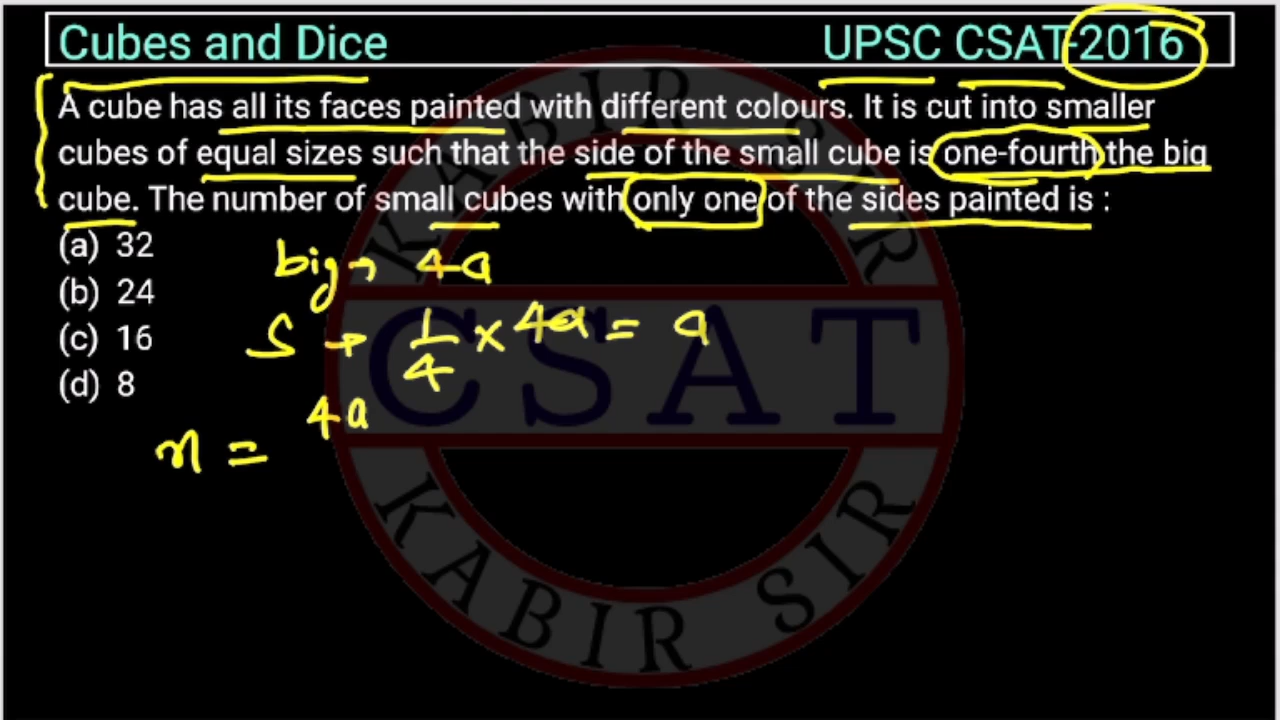 Cubes and Dice UPSC CSAT-2016
A cube has all its faces painted with different colours. It is cut into smaller
cubes of equal sizes such that the side of the small cube is one-fourth the big
cube. The number of small cubes with only one of the sides painted is :
(a) 32
(b) 24
(c) 16
(d) 8
big → 4a
S → 1/4 × 4a = a
n = 4a
KABIR SIR
CSAT
KABIR SIR